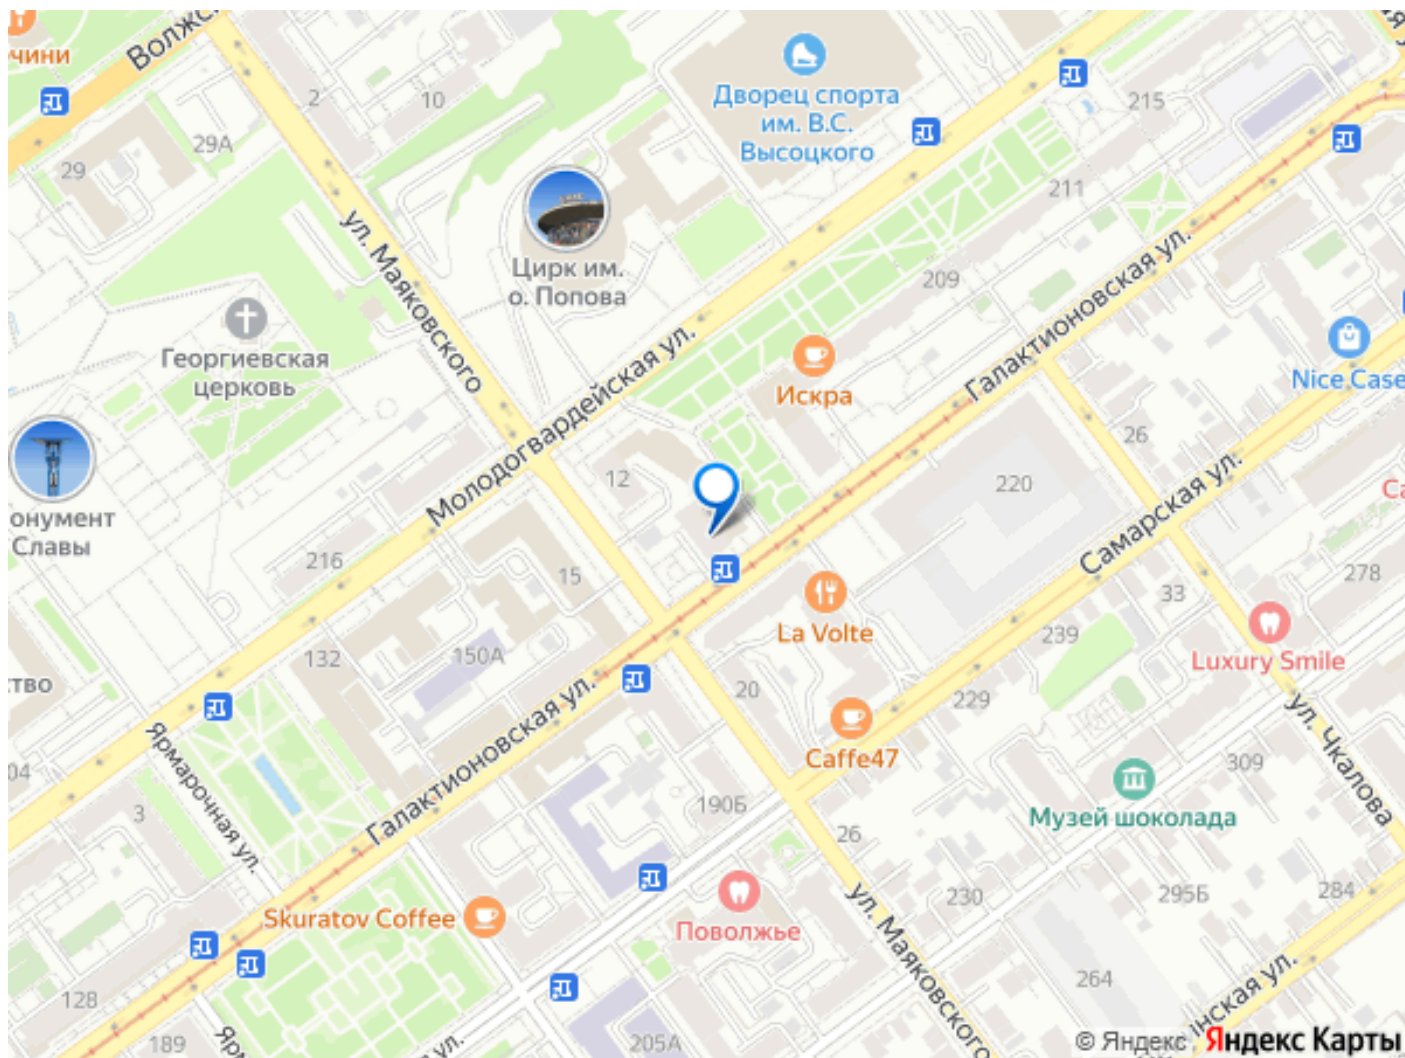 чини
Волжс
2
10
Дворец спорта
им. В.С.
Высоцкого
215
29А
29
211
ул. Маяковского
Цирк им.
о. Попова
209
Галактионовская ул.
Георгиевская
церковь
Искра
Nice Case
Молодогвардейская ул.
26
12
220
Са
онумент
Славы
Самарская ул.
216
15
278
33
La Volte
239
Luxury Smile
132
150А
ство
20
229
ул. Чкалова
Ярмарочная ул.
Caffe47
Галактионовская ул.
309
04
190Б
3
Музей шоколада
26
284
230
295Б
Skuratov Coffee
Поволжье
ул. Маяковского
264
128
нская ул.
189
Ярм
ул.
205А
© Яндекс
Яндекс Карты